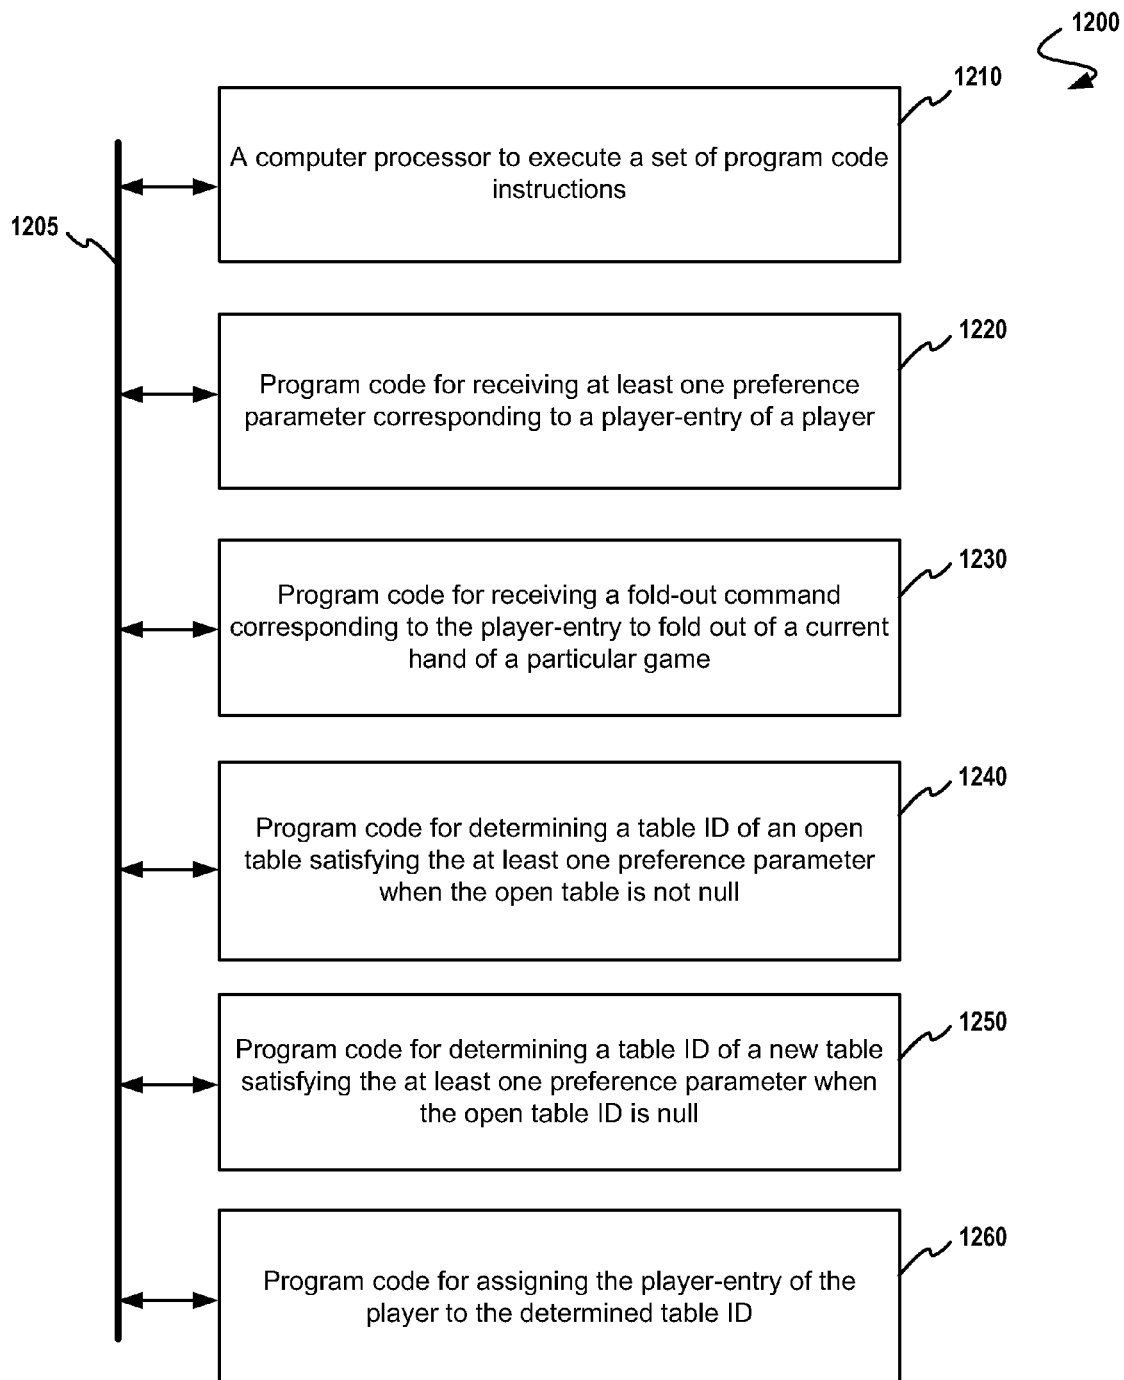 1200
1210
A computer processor to execute a set of program code
instructions
1205
1220
Program code for receiving at least one preference
parameter corresponding to a player-entry of a player
1230
Program code for receiving a fold-out command
corresponding to the player-entry to fold out of a current
hand of a particular game
1240
Program code for determining a table ID of an open
table satisfying the at least one preference parameter
when the open table is not null
1250
Program code for determining a table ID of a new table
satisfying the at least one preference parameter when
the open table ID is null
1260
Program code for assigning the player-entry of the
player to the determined table ID